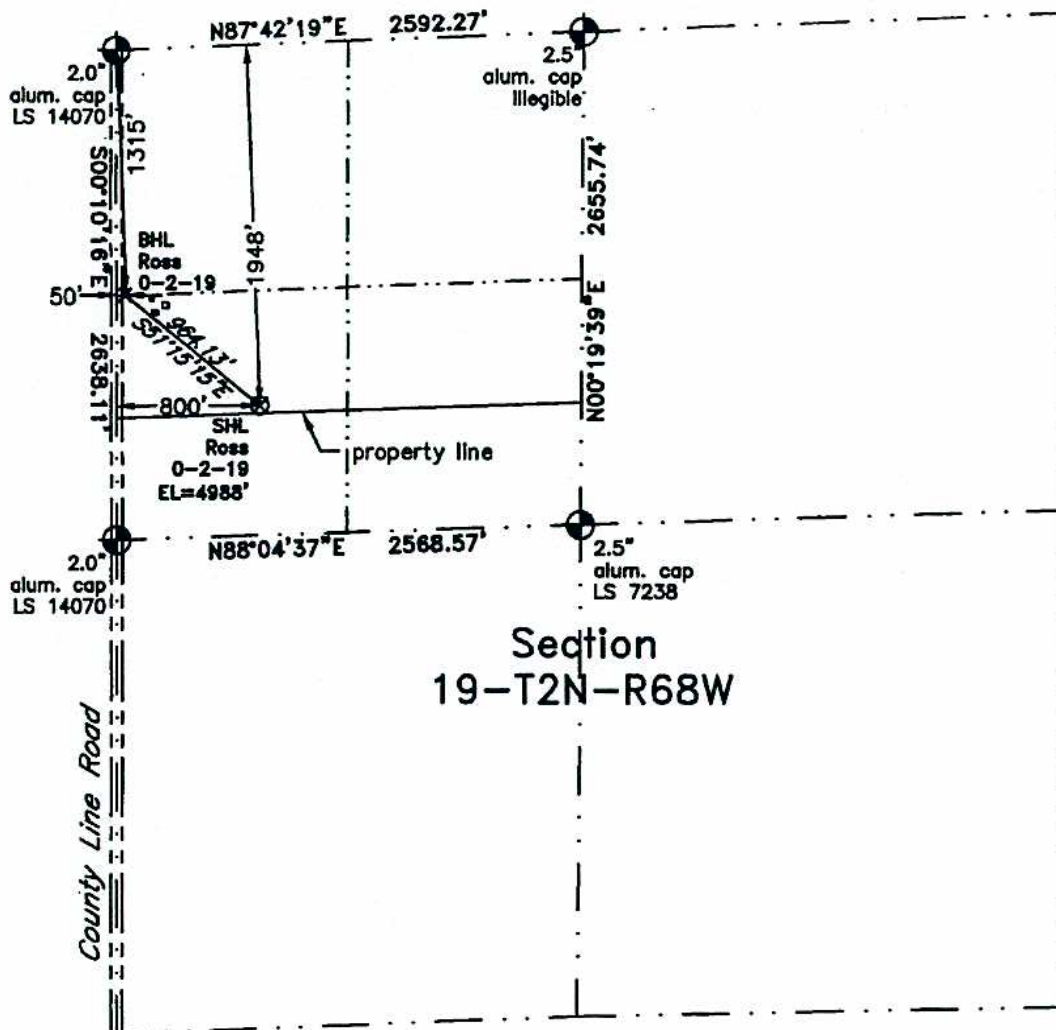 N87°42'19"E 2592.27'
2.0"
alum. cap
LS 14070
2.5"
alum. cap
Illegible
1315'
S00°10'16"E 2638.11'
1948'
2655.74'
N00°19'39"E
BHL
Ross
0-2-19
50'
964.13'
S51°15'15"E
800'
SHL
Ross
0-2-19
EL=4988'
property line
N88°04'37"E 2568.57'
2.0"
alum. cap
LS 14070
2.5"
alum. cap
LS 7238
Section
19-T2N-R68W
County Line Road